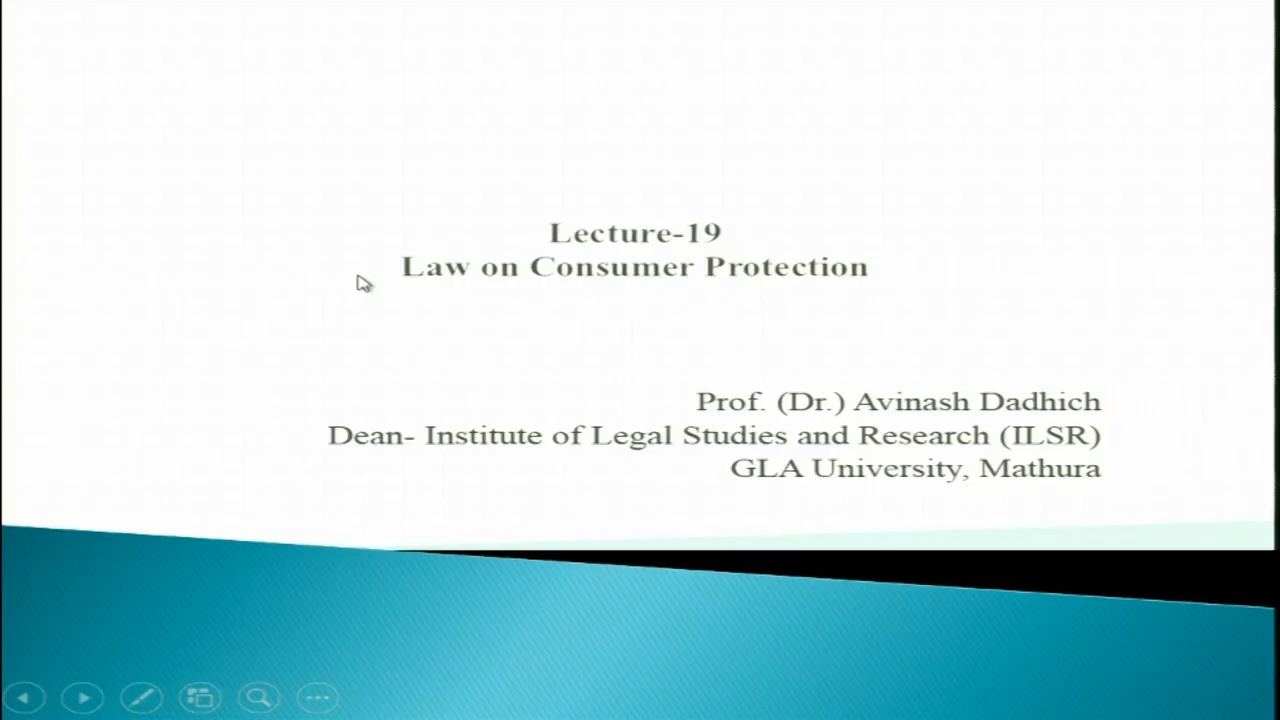 Lecture-19
Law on Consumer Protection
Prof. (Dr.) Avinash Dadhich
Dean- Institute of Legal Studies and Research (ILSR)
GLA University, Mathura